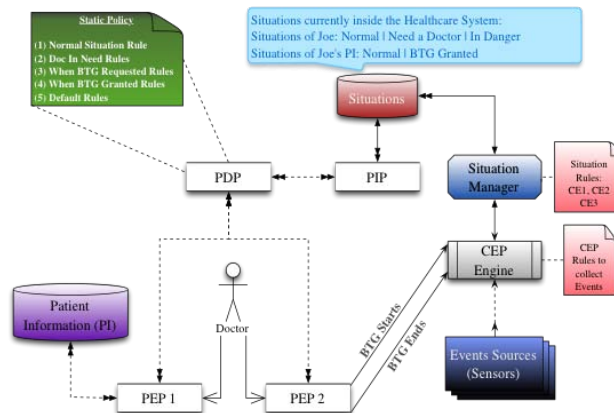 Static Policy
(1) Normal Situation Rule
(2) Doc In Need Rules
(3) When BTG Requested Rules
(4) When BTG Granted Rules
(5) Default Rules
Situations currently inside the Healthcare System:
Situations of Joe: Normal | Need a Doctor | In Danger
Situations of Joe's PI: Normal | BTG Granted
Situations
PDP
PIP
Situation
Manager
Situation
Rules:
CE1, CE2
CE3
CEP
Engine
CEP
Rules to
collect
Events
Patient
Information (PI)
Doctor
BTG Starts
BTG Ends
Events Sources
(Sensors)
PEP 1
PEP 2